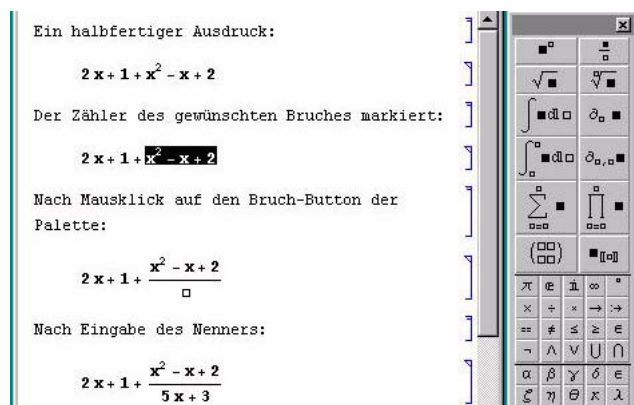 Ein halbfertiger Ausdruck:
2 x + 1 + x² - x + 2
Der Zähler des gewünschten Bruches markiert:
2 x + 1 + x² - x + 2
Nach Mausklick auf den Bruch-Button der
Palette:
2 x + 1 + (x² - x + 2)/□
Nach Eingabe des Nenners:
2 x + 1 + (x² - x + 2)/(5 x + 3)
■^□ ■/□
√■ □√■
∫■d□ ∂□ ■
∫□^□ ■d□ ∂□,□ ■
∑□=□^□ ■ ∏□=□^□ ■
(□□ □□) ■[[□]]
π ⅇ ⅈ ∞ °
× ÷ × → :→
== ≠ ≤ ≥ ∈
¬ ∧ ∨ ∪ ∩
α β γ δ ϵ
ζ η θ κ λ